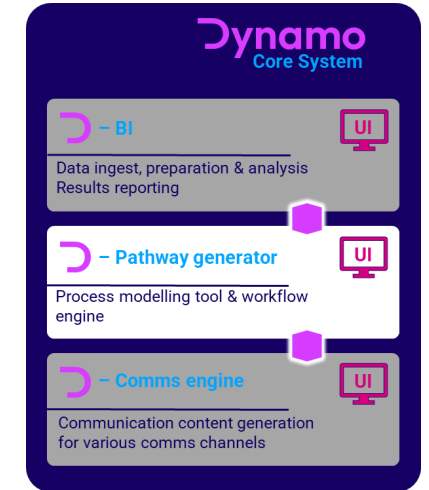 Dynamo
Core System
D – BI
UI
Data ingest, preparation & analysis
Results reporting
D – Pathway generator
UI
Process modelling tool & workflow
engine
D – Comms engine
UI
Communication content generation
for various comms channels